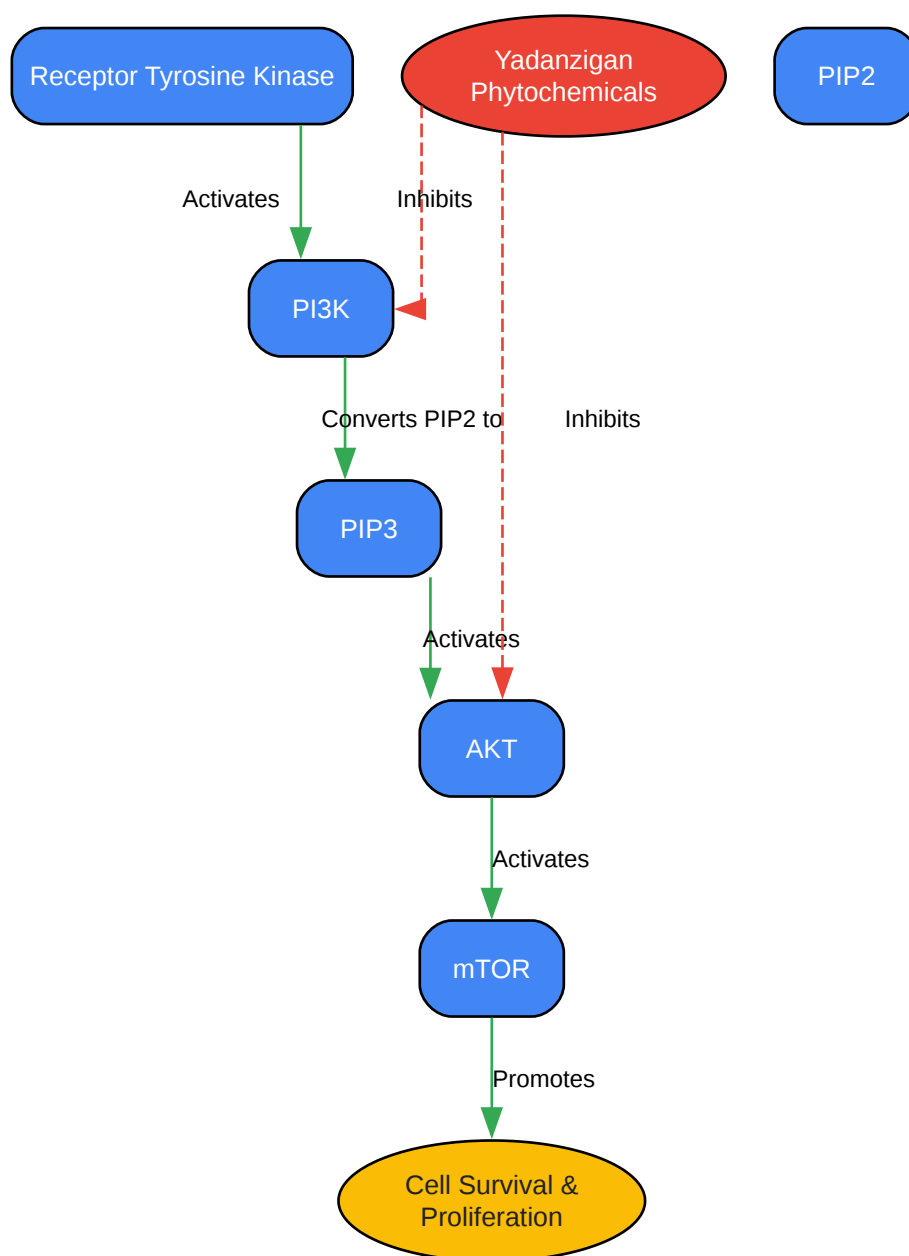 Receptor Tyrosine Kinase
Yadanzigan
Phytochemicals
PIP2
Activates
Inhibits
PI3K
Converts PIP2 to
Inhibits
PIP3
Activates
AKT
Activates
mTOR
Promotes
Cell Survival &
Proliferation